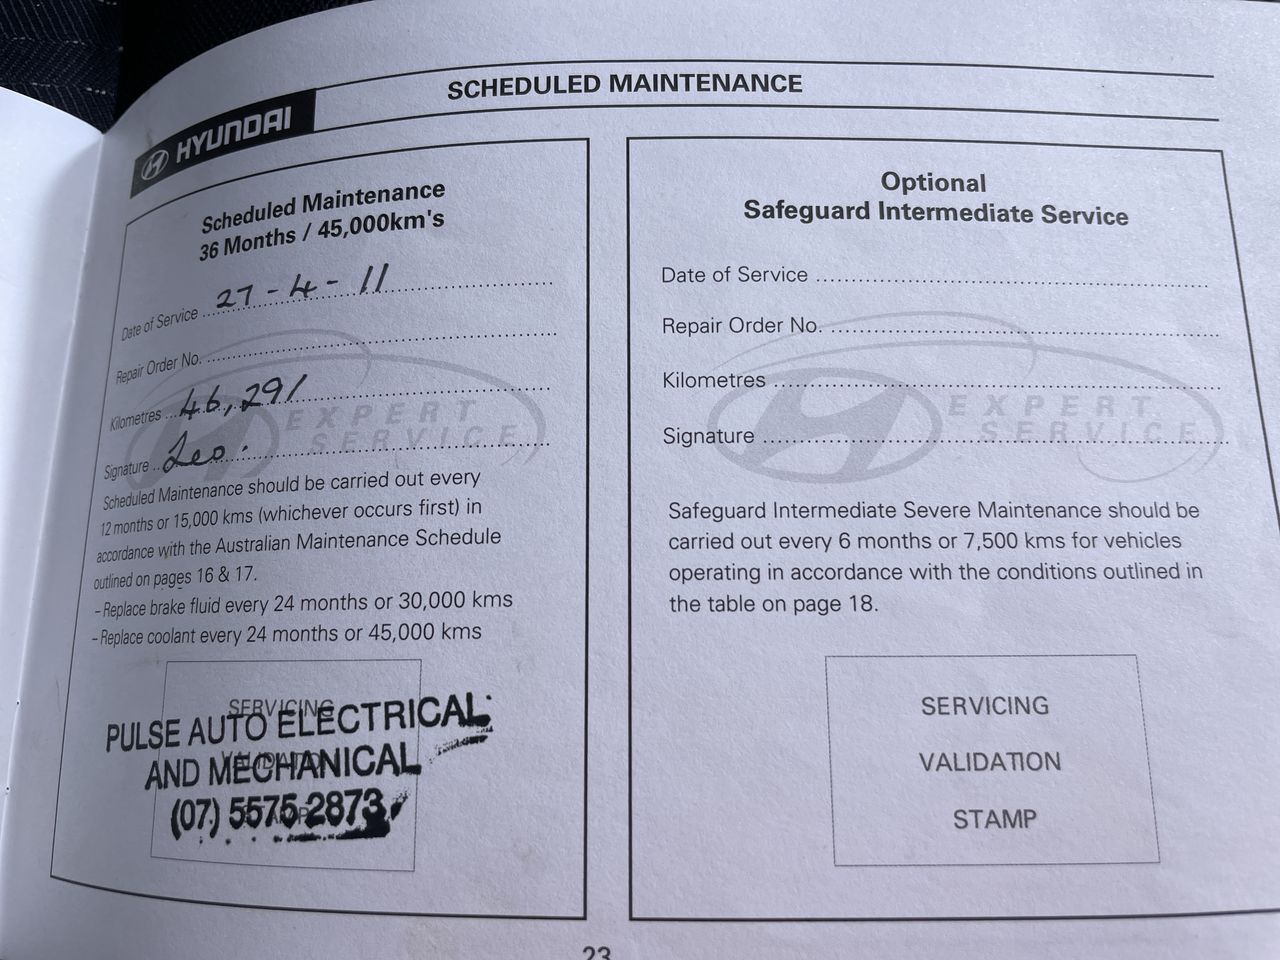 SCHEDULED MAINTENANCE
HYUNDAI
Scheduled Maintenance
36 Months / 45,000km's
Date of Service 27-4-11
Repair Order No.
Kilometres 46,291
Signature Leo.
EXPERT
SERVICE
Scheduled Maintenance should be carried out every
12 months or 15,000 kms (whichever occurs first) in
accordance with the Australian Maintenance Schedule
outlined on pages 16 & 17.
- Replace brake fluid every 24 months or 30,000 kms
- Replace coolant every 24 months or 45,000 kms
SERVICING
PULSE AUTO ELECTRICAL
AND MECHANICAL
(07) 5575 2873
Optional
Safeguard Intermediate Service
Date of Service
Repair Order No.
Kilometres
Signature
EXPERT
SERVICE
Safeguard Intermediate Severe Maintenance should be
carried out every 6 months or 7,500 kms for vehicles
operating in accordance with the conditions outlined in
the table on page 18.
SERVICING
VALIDATION
STAMP
23